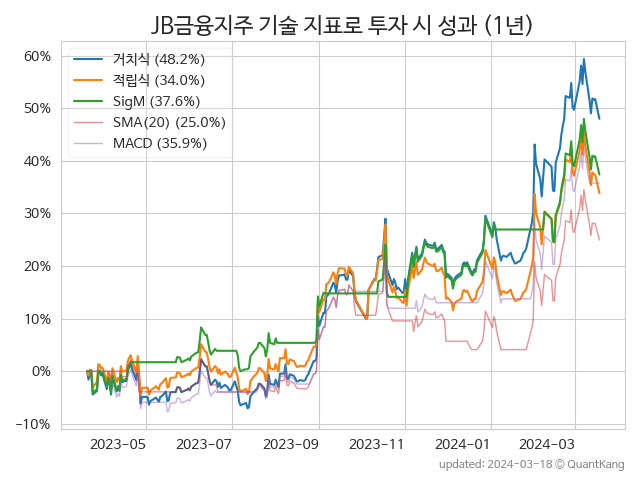 JB금융지주 기술 지표로 투자 시 성과 (1년)
거치식 (48.2%)
적립식 (34.0%)
SigM (37.6%)
SMA(20) (25.0%)
MACD (35.9%)
60%
50%
40%
30%
20%
10%
0%
−10%
2023-05
2023-07
2023-09
2023-11
2024-01
2024-03
updated: 2024-03-18 © QuantKang